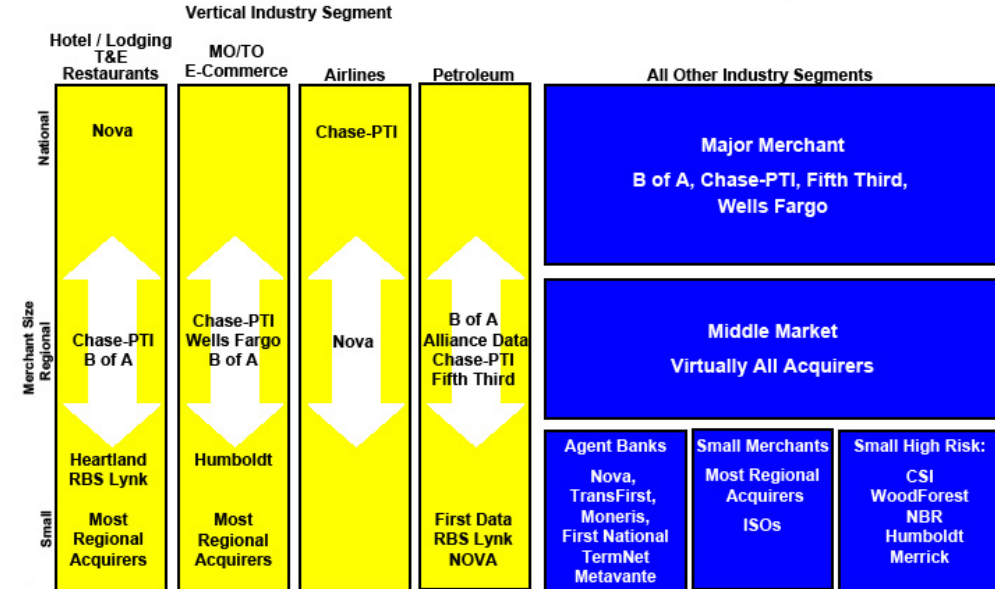 Vertical Industry Segment
Hotel / Lodging
T&E
Restaurants
MO/TO
E-Commerce
Airlines
Petroleum
All Other Industry Segments
Merchant Size
National
Regional
Small
Nova
Chase-PTI
B of A
Heartland
RBS Lynk
Most
Regional
Acquirers
Chase-PTI
Wells Fargo
B of A
Humboldt
Most
Regional
Acquirers
Chase-PTI
Nova
B of A
Alliance Data
Chase-PTI
Fifth Third
First Data
RBS Lynk
NOVA
Major Merchant
B of A, Chase-PTI, Fifth Third,
Wells Fargo
Middle Market
Virtually All Acquirers
Agent Banks
Nova,
TransFirst,
Moneris,
First National
TermNet
Metavante
Small Merchants
Most Regional
Acquirers
ISOs
Small High Risk:
CSI
WoodForest
NBR
Humboldt
Merrick